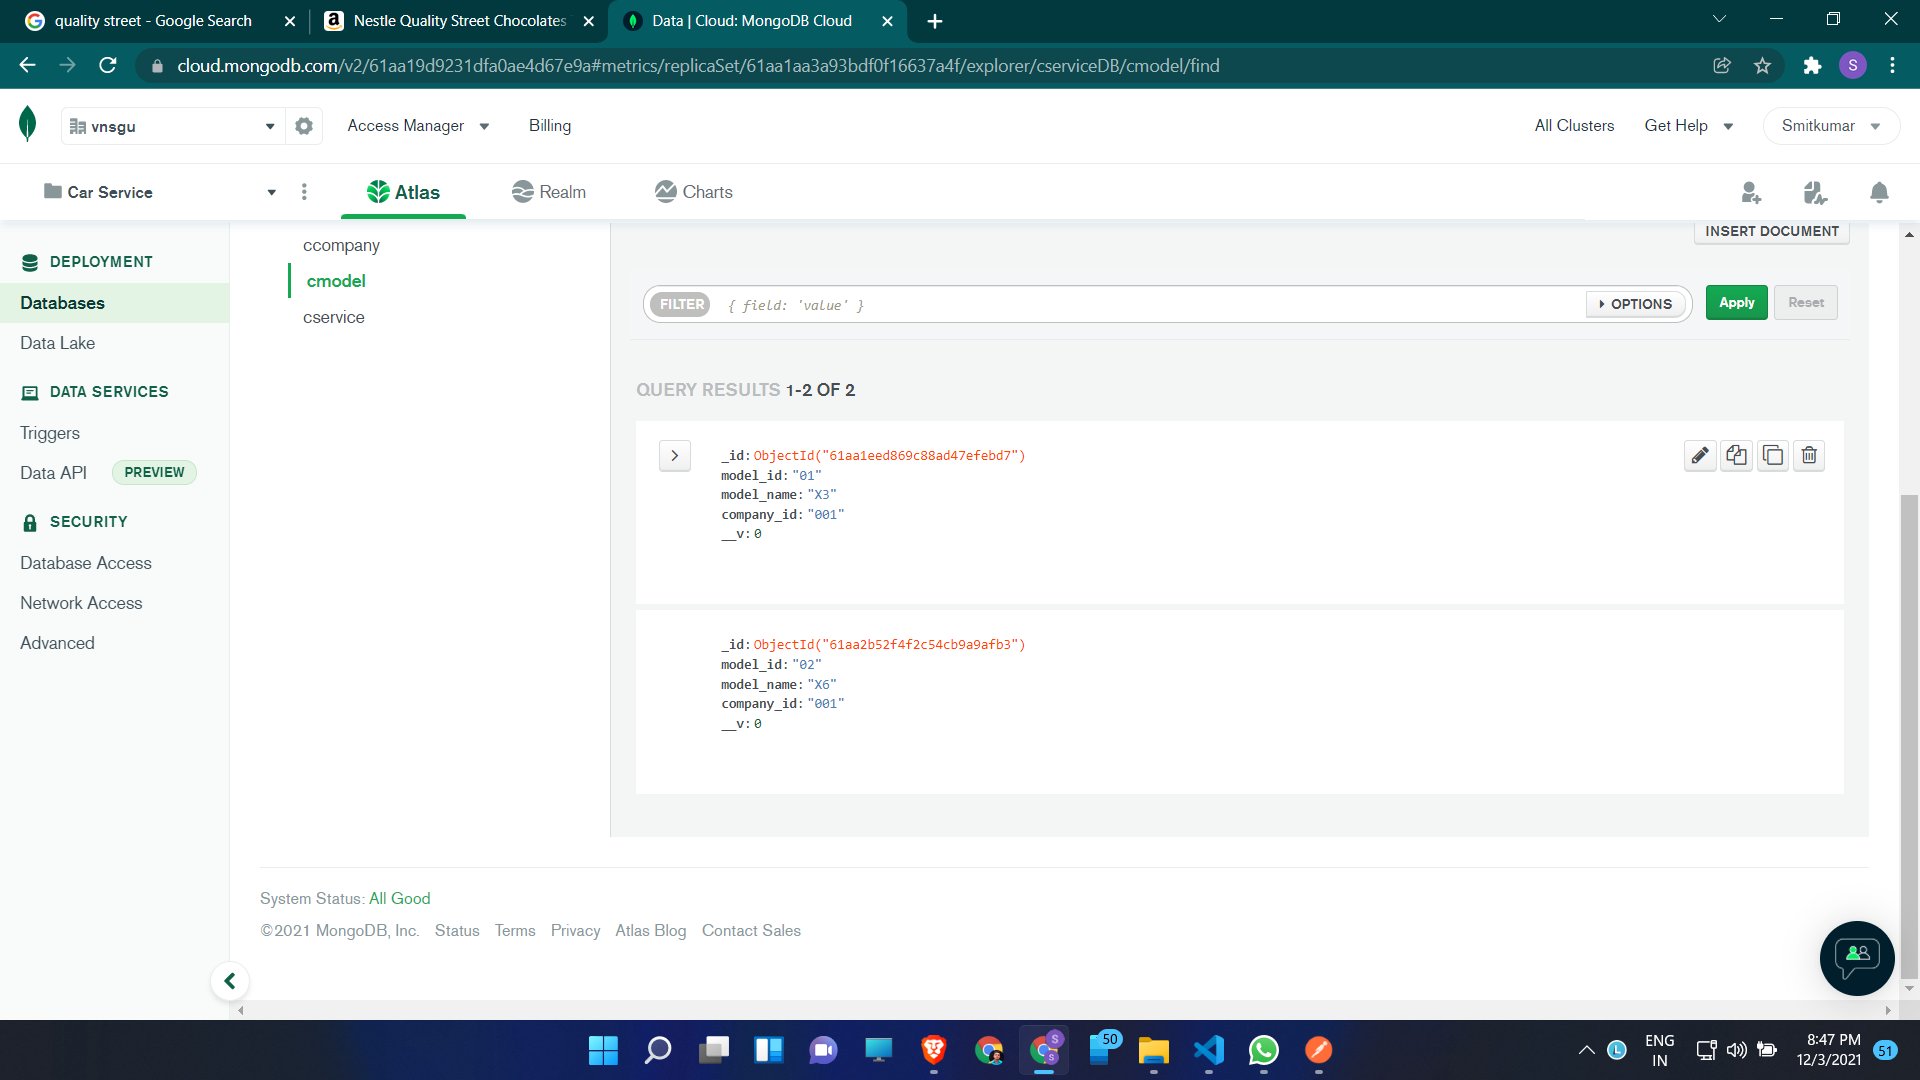 quality street - Google Search
Nestle Quality Street Chocolates
Data | Cloud: MongoDB Cloud
cloud.mongodb.com/v2/61aa19d9231dfa0ae4d67e9a#metrics/replicaSet/61aa1aa3a93bdf0f16637a4f/explorer/cserviceDB/cmodel/find
S
vnsgu
Access Manager
Billing
All Clusters
Get Help
Smitkumar
Car Service
Atlas
Realm
Charts
DEPLOYMENT
Databases
Data Lake
DATA SERVICES
Triggers
Data API PREVIEW
SECURITY
Database Access
Network Access
Advanced
ccompany
cmodel
cservice
INSERT DOCUMENT
FILTER { field: 'value' } OPTIONS Apply Reset
QUERY RESULTS 1-2 OF 2
_id: ObjectId("61aa1eed869c88ad47efebd7")
model_id: "01"
model_name: "X3"
company_id: "001"
__v: 0
_id: ObjectId("61aa2b52f4f2c54cb9a9afb3")
model_id: "02"
model_name: "X6"
company_id: "001"
__v: 0
System Status: All Good
©2021 MongoDB, Inc. Status Terms Privacy Atlas Blog Contact Sales
S
S
50
L
ENG
IN
8:47 PM
12/3/2021
51